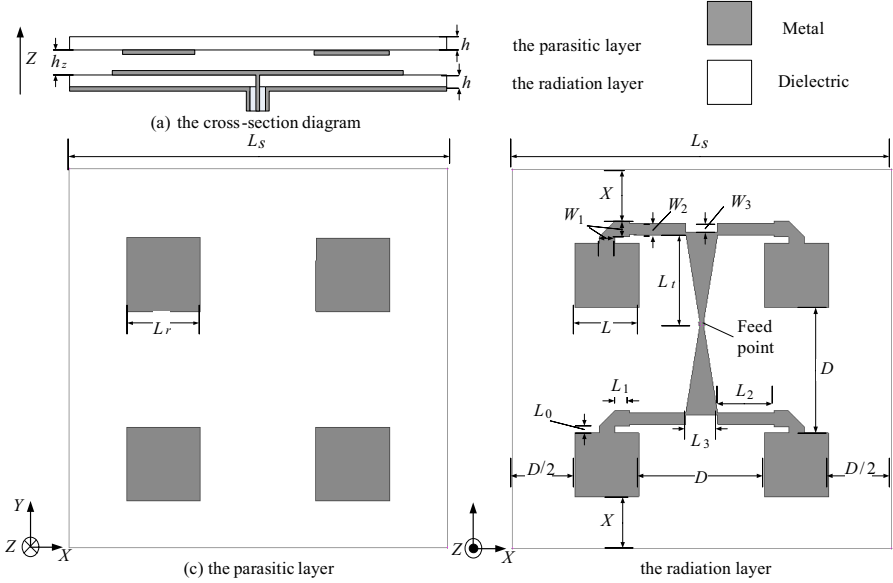 Z
h_z
h
h
the parasitic layer
the radiation layer
Metal
Dielectric
(a) the cross-section diagram
L_S
L_r
Y
Z
X
(c) the parasitic layer
L_S
X
W_1
W_2
W_3
L_t
L
Feed
point
D
L_1
L_2
L_0
L_3
D/2
D
D/2
X
Z
X
the radiation layer